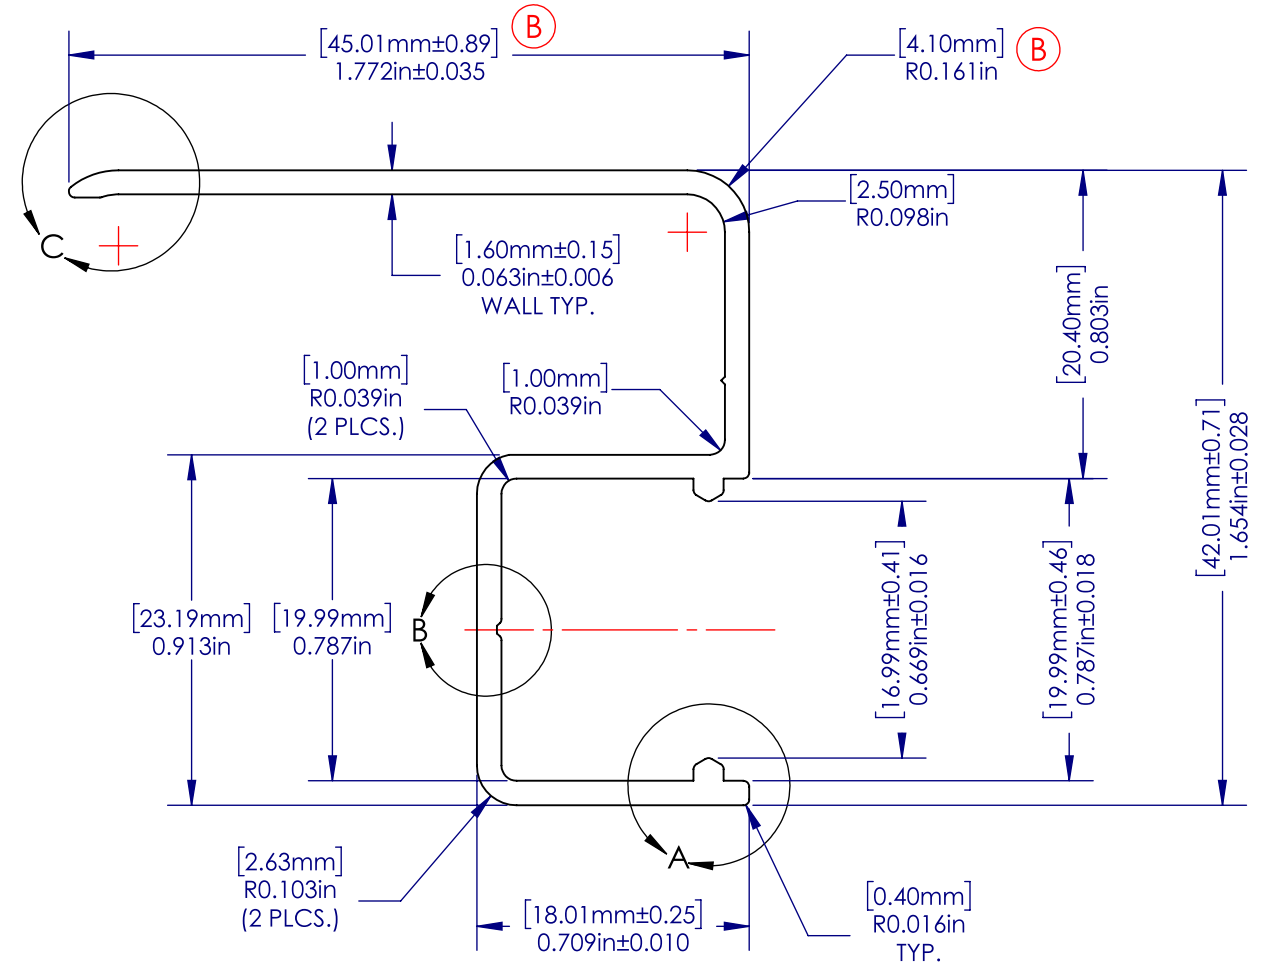 [45.01mm±0.89]
1.772in±0.035
B
[4.10mm]
R0.161in
B
[2.50mm]
R0.098in
C
[1.60mm±0.15]
0.063in±0.006
WALL TYP.
[20.40mm]
0.803in
[1.00mm]
R0.039in
(2 PLCS.)
[1.00mm]
R0.039in
[42.01mm±0.71]
1.654in±0.028
[23.19mm]
0.913in
[19.99mm]
0.787in
B
[16.99mm±0.41]
0.669in±0.016
[19.99mm±0.46]
0.787in±0.018
A
[2.63mm]
R0.103in
(2 PLCS.)
[18.01mm±0.25]
0.709in±0.010
[0.40mm]
R0.016in
TYP.